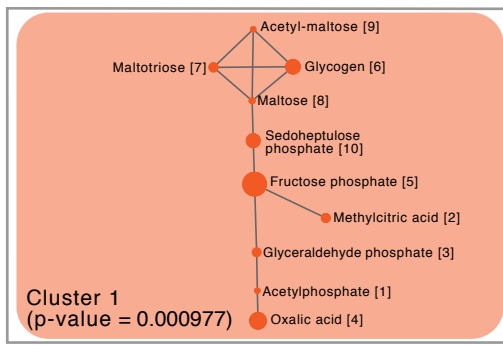 Acetyl-maltose [9]
Maltotriose [7]
Glycogen [6]
Maltose [8]
Sedoheptulose
phosphate [10]
Fructose phosphate [5]
Methylcitric acid [2]
Glyceraldehyde phosphate [3]
Acetylphosphate [1]
Oxalic acid [4]
Cluster 1
(p-value = 0.000977)